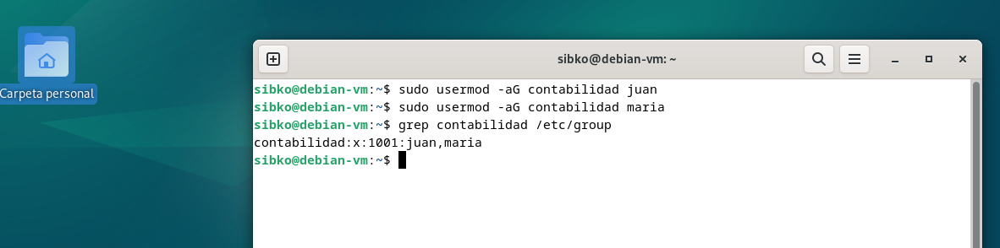 Carpeta personal
sibko@debian-vm: ~
sibko@debian-vm:~$ sudo usermod -aG contabilidad juan
sibko@debian-vm:~$ sudo usermod -aG contabilidad maria
sibko@debian-vm:~$ grep contabilidad /etc/group
contabilidad:x:1001:juan,maria
sibko@debian-vm:~$